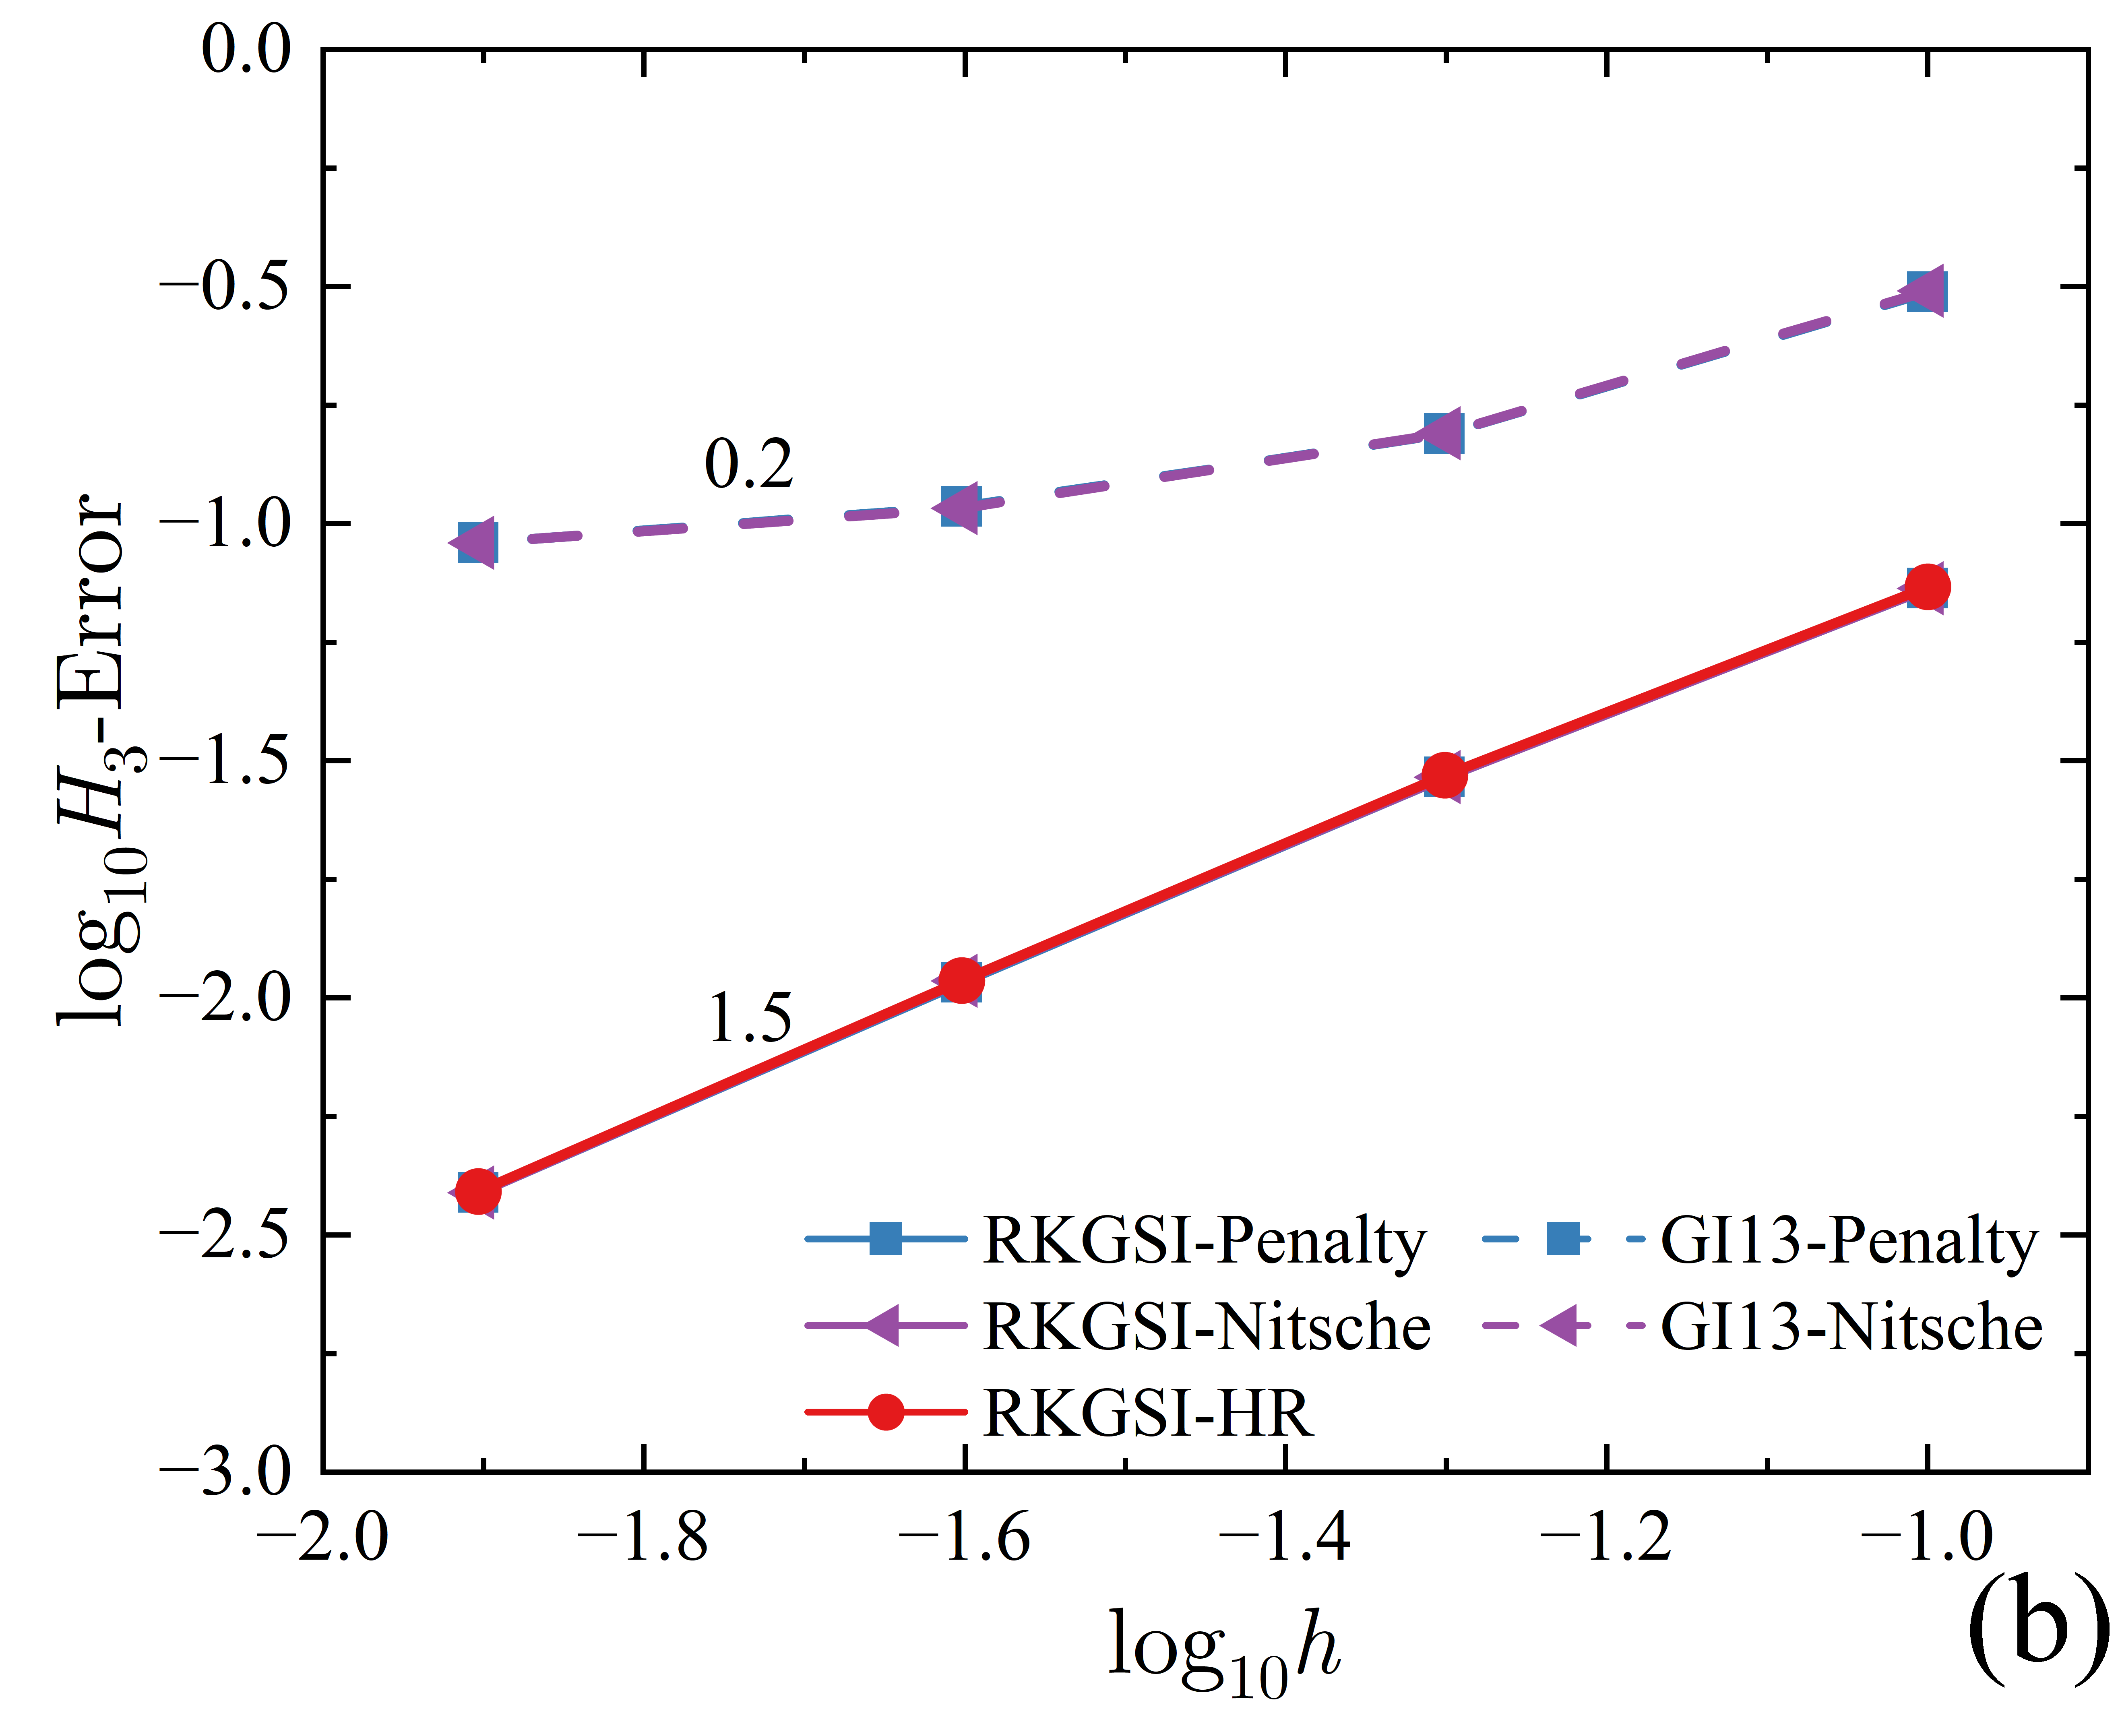 0.0
−0.5
−1.0
−1.5
−2.0
−2.5
−3.0
log₁₀H₃-Error
0.2
1.5
RKGSI-Penalty GI13-Penalty
RKGSI-Nitsche GI13-Nitsche
RKGSI-HR
−2.0 −1.8 −1.6 −1.4 −1.2 −1.0
log₁₀h
(b)